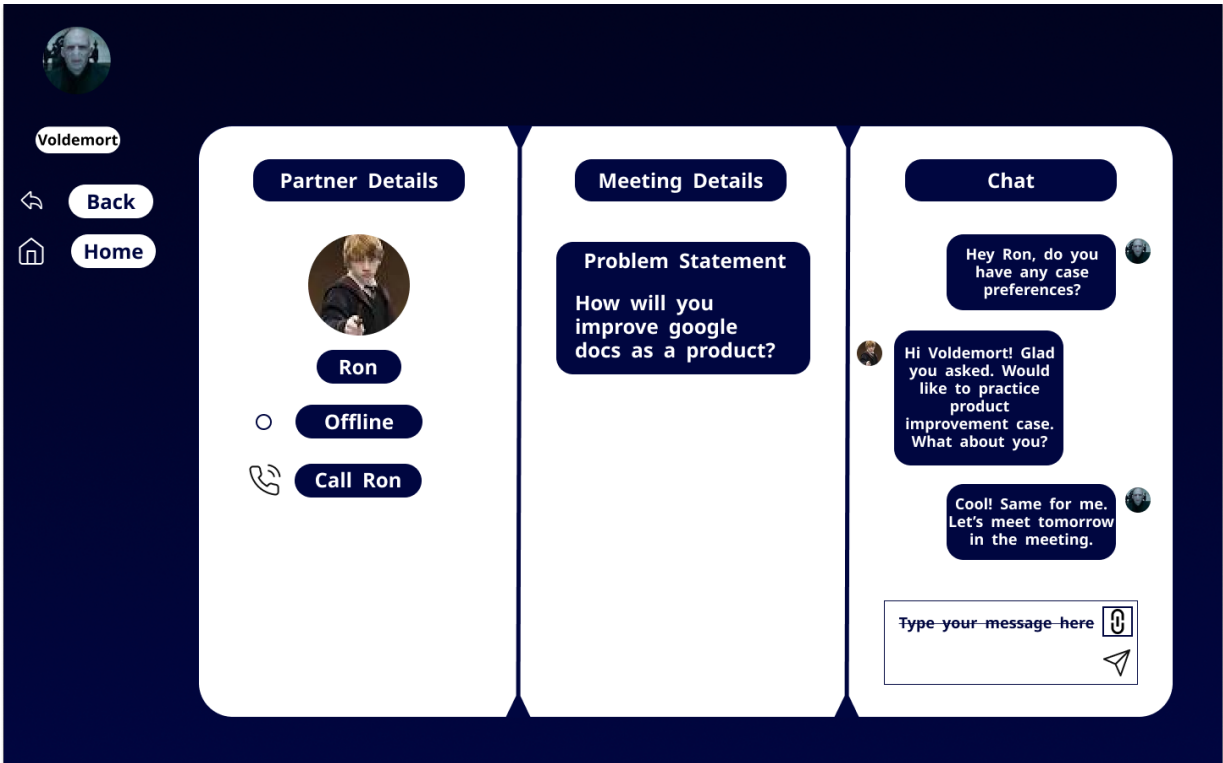 Voldemort
Back
Home
Partner Details
Ron
Offline
Call Ron
Meeting Details
Problem Statement
How will you
improve google
docs as a product?
Chat
Hey Ron, do you
have any case
preferences?
Hi Voldemort! Glad
you asked. Would
like to practice
product
improvement case.
What about you?
Cool! Same for me.
Let’s meet tomorrow
in the meeting.
Type your message here